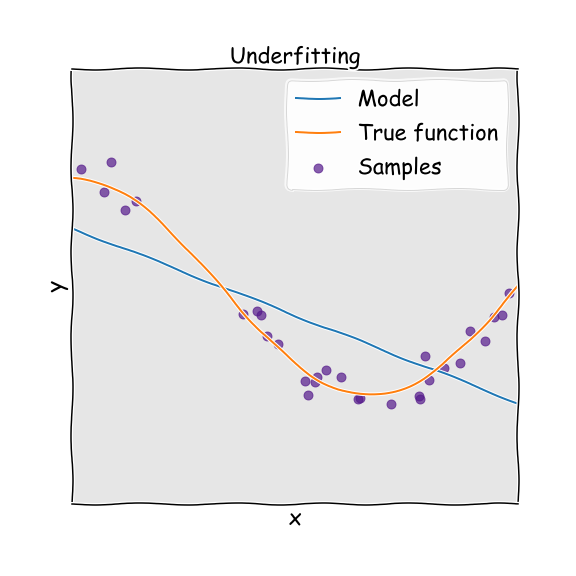 Underfitting
Model
True function
Samples
y
x